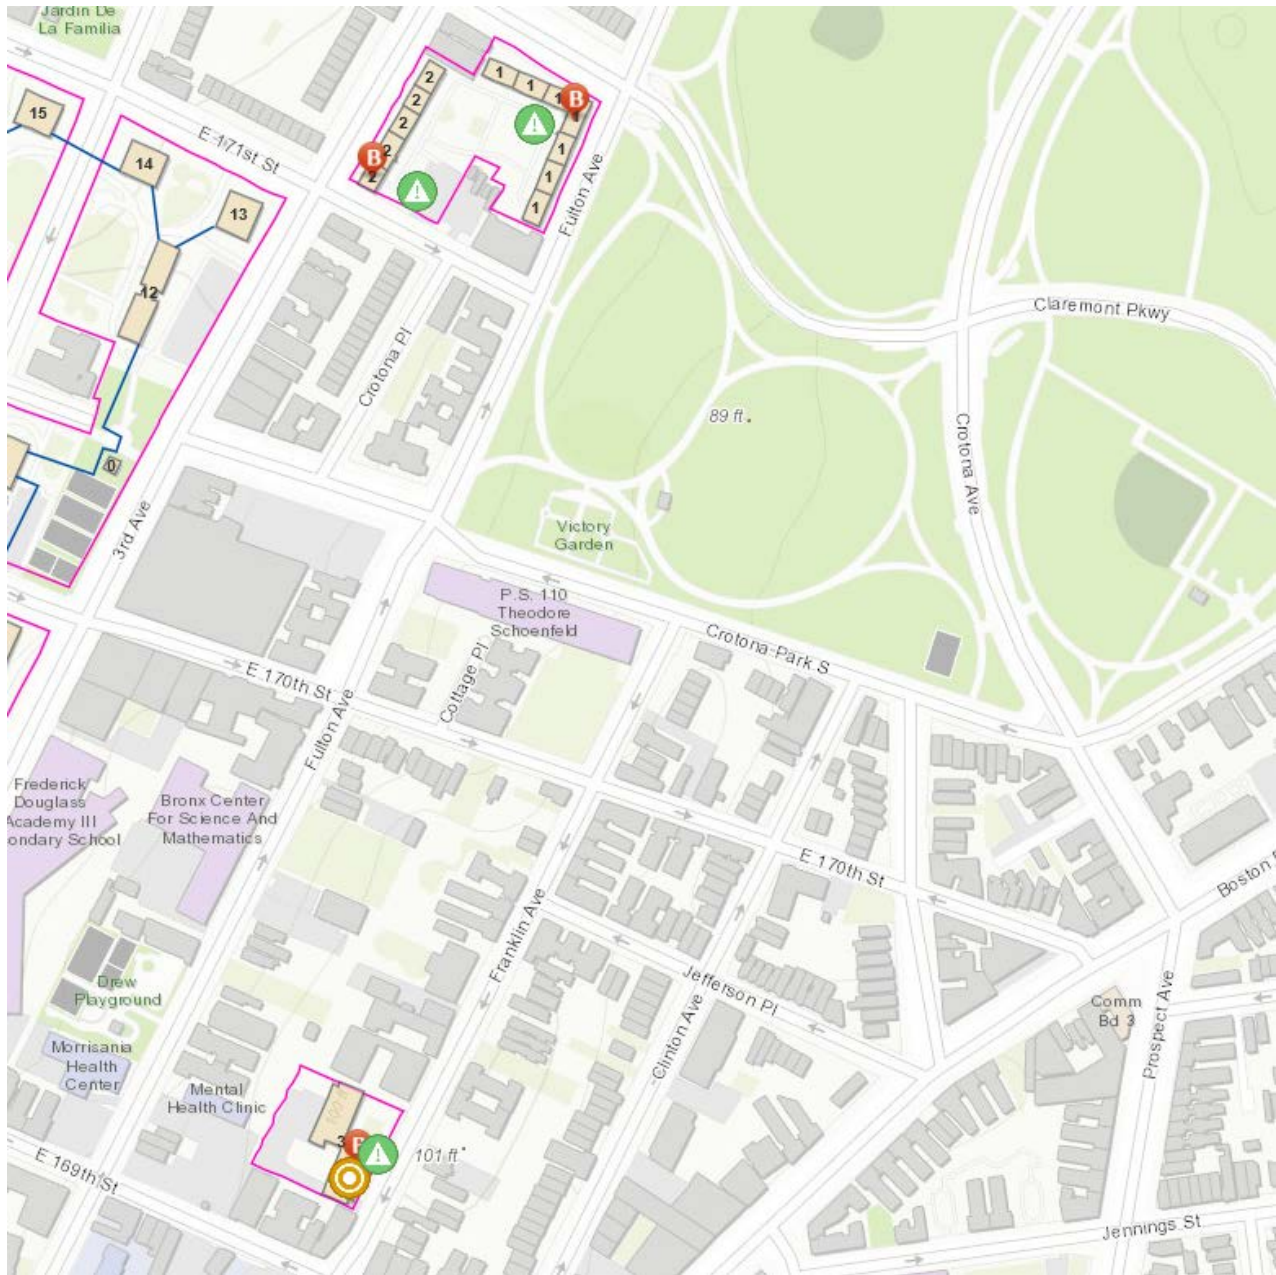 Jardin De
La Familia
15
14
13
12
E 171st St
2
2
2
2
2
B
1
1
1
B
1
1
1
1
Fulton Ave
Claremont Pkwy
Crotona Pl
Crotona Ave
89 ft
0
3rd Ave
Victory
Garden
P.S. 110
Theodore
Schoenfeld
Crotona Park S
Cottage Pl
E 170th St
Fulton Ave
Frederick
Douglass
Academy III
ondary School
Bronx Center
For Science And
Mathematics
E 170th St
Boston
Franklin Ave
Jefferson Pl
Clinton Ave
Drew
Playground
Comm
Bd 3
Prospect Ave
Morrisania
Health
Center
Mental
Health Clinic
3
B
101 ft
E 169th St
Jennings St